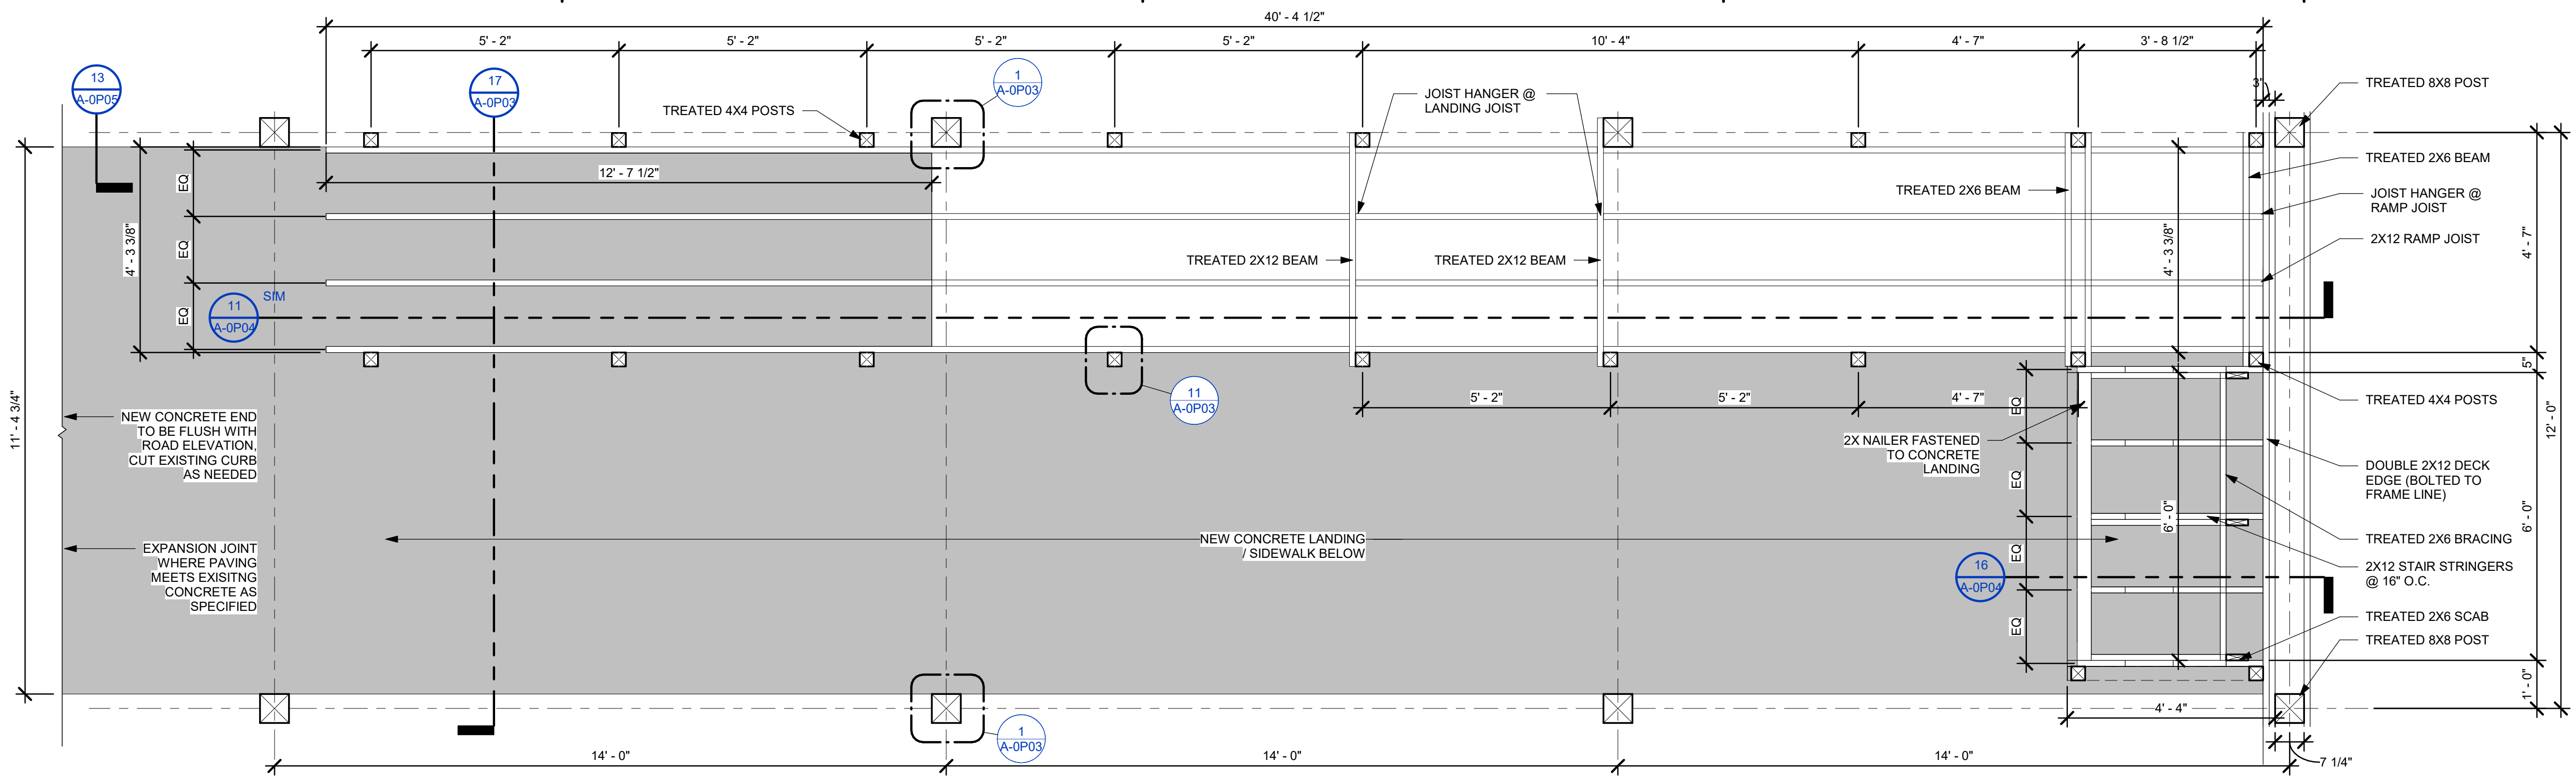 40' - 4 1/2"
5' - 2"
5' - 2"
5' - 2"
5' - 2"
10' - 4"
4' - 7"
3' - 8 1/2"
13
A-0P05
17
A-0P03
1
A-0P03
3"
TREATED 4X4 POSTS
JOIST HANGER @
LANDING JOIST
TREATED 8X8 POST
TREATED 2X6 BEAM
12' - 7 1/2"
EQ
TREATED 2X6 BEAM
JOIST HANGER @
RAMP JOIST
4' - 3 3/8"
EQ
TREATED 2X12 BEAM
TREATED 2X12 BEAM
4' - 3 3/8"
2X12 RAMP JOIST
4' - 7"
SIM
11
A-0P04
EQ
11' - 4 3/4"
5"
11
A-0P03
5' - 2"
5' - 2"
4' - 7"
EQ
TREATED 4X4 POSTS
12' - 0"
NEW CONCRETE END
TO BE FLUSH WITH
ROAD ELEVATION,
CUT EXISTING CURB
AS NEEDED
2X NAILER FASTENED
TO CONCRETE
LANDING
EQ
DOUBLE 2X12 DECK
EDGE (BOLTED TO
FRAME LINE)
6' - 0"
6' - 0"
NEW CONCRETE LANDING
/ SIDEWALK BELOW
EXPANSION JOINT
WHERE PAVING
MEETS EXISITNG
CONCRETE AS
SPECIFIED
EQ
TREATED 2X6 BRACING
2X12 STAIR STRINGERS
@ 16" O.C.
16
A-0P04
EQ
TREATED 2X6 SCAB
TREATED 8X8 POST
1' - 0"
4' - 4"
1
A-0P03
14' - 0"
14' - 0"
14' - 0"
7 1/4"